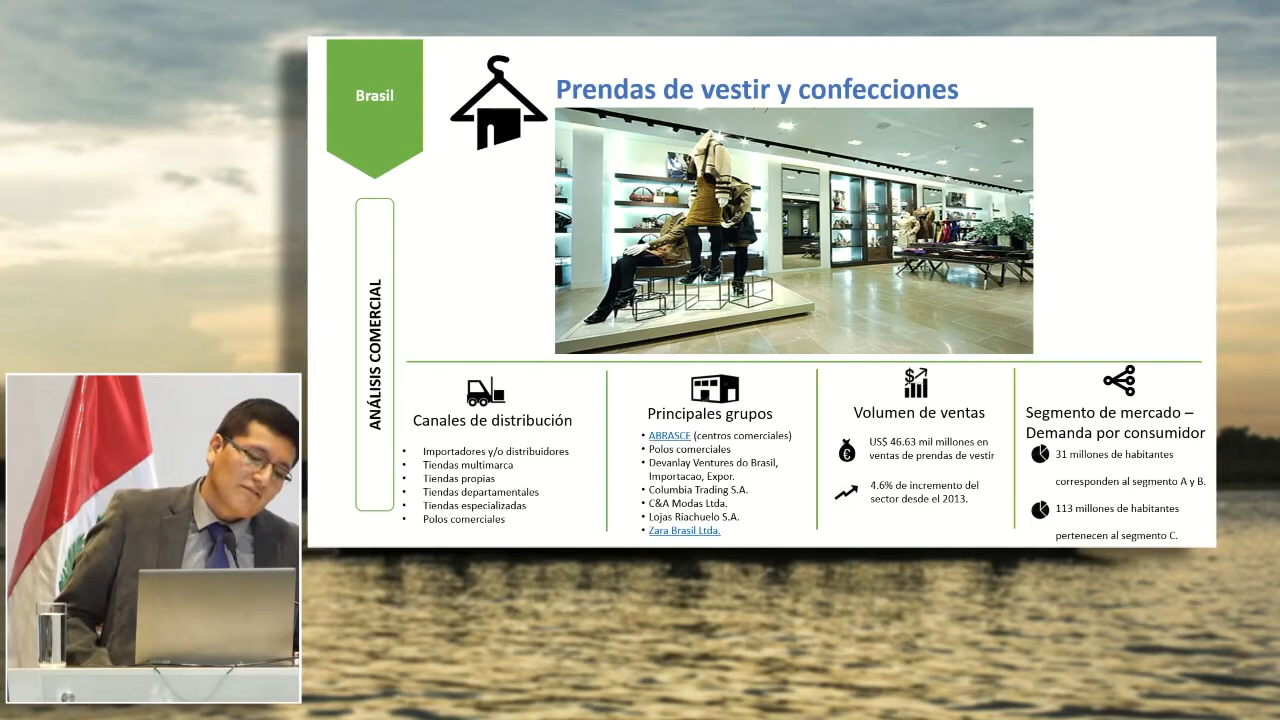 Brasil
Prendas de vestir y confecciones
ANÁLISIS COMERCIAL
Canales de distribución
• Importadores y/o distribuidores
• Tiendas multimarca
• Tiendas propias
• Tiendas departamentales
• Tiendas especializadas
• Polos comerciales
Principales grupos
• ABRASCE (centros comerciales)
• Polos comerciales
• Devanlay Ventures do Brasil,
Importacao, Expor.
• Columbia Trading S.A.
• C&A Modas Ltda.
• Lojas Riachuelo S.A.
• Zara Brasil Ltda.
Volumen de ventas
US$ 46.63 mil millones en
ventas de prendas de vestir
4.6% de incremento del
sector desde el 2013.
Segmento de mercado –
Demanda por consumidor
31 millones de habitantes
corresponden al segmento A y B.
113 millones de habitantes
pertenecen al segmento C.